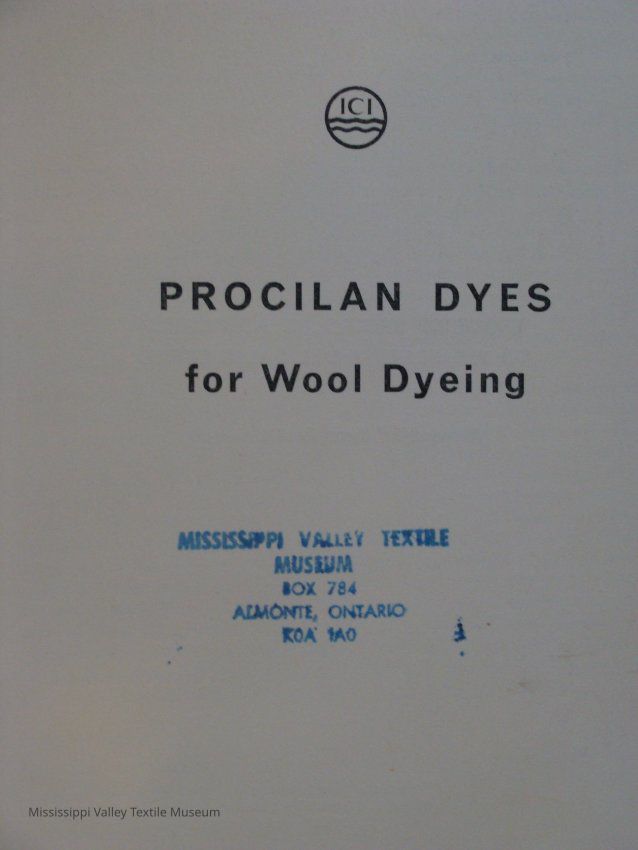 ICI
PROCILAN DYES
for Wool Dyeing
MISSISSIPPI VALLEY TEXTILE
MUSEUM
BOX 784
ALMONTE, ONTARIO
K0A 1A0
Mississippi Valley Textile Museum